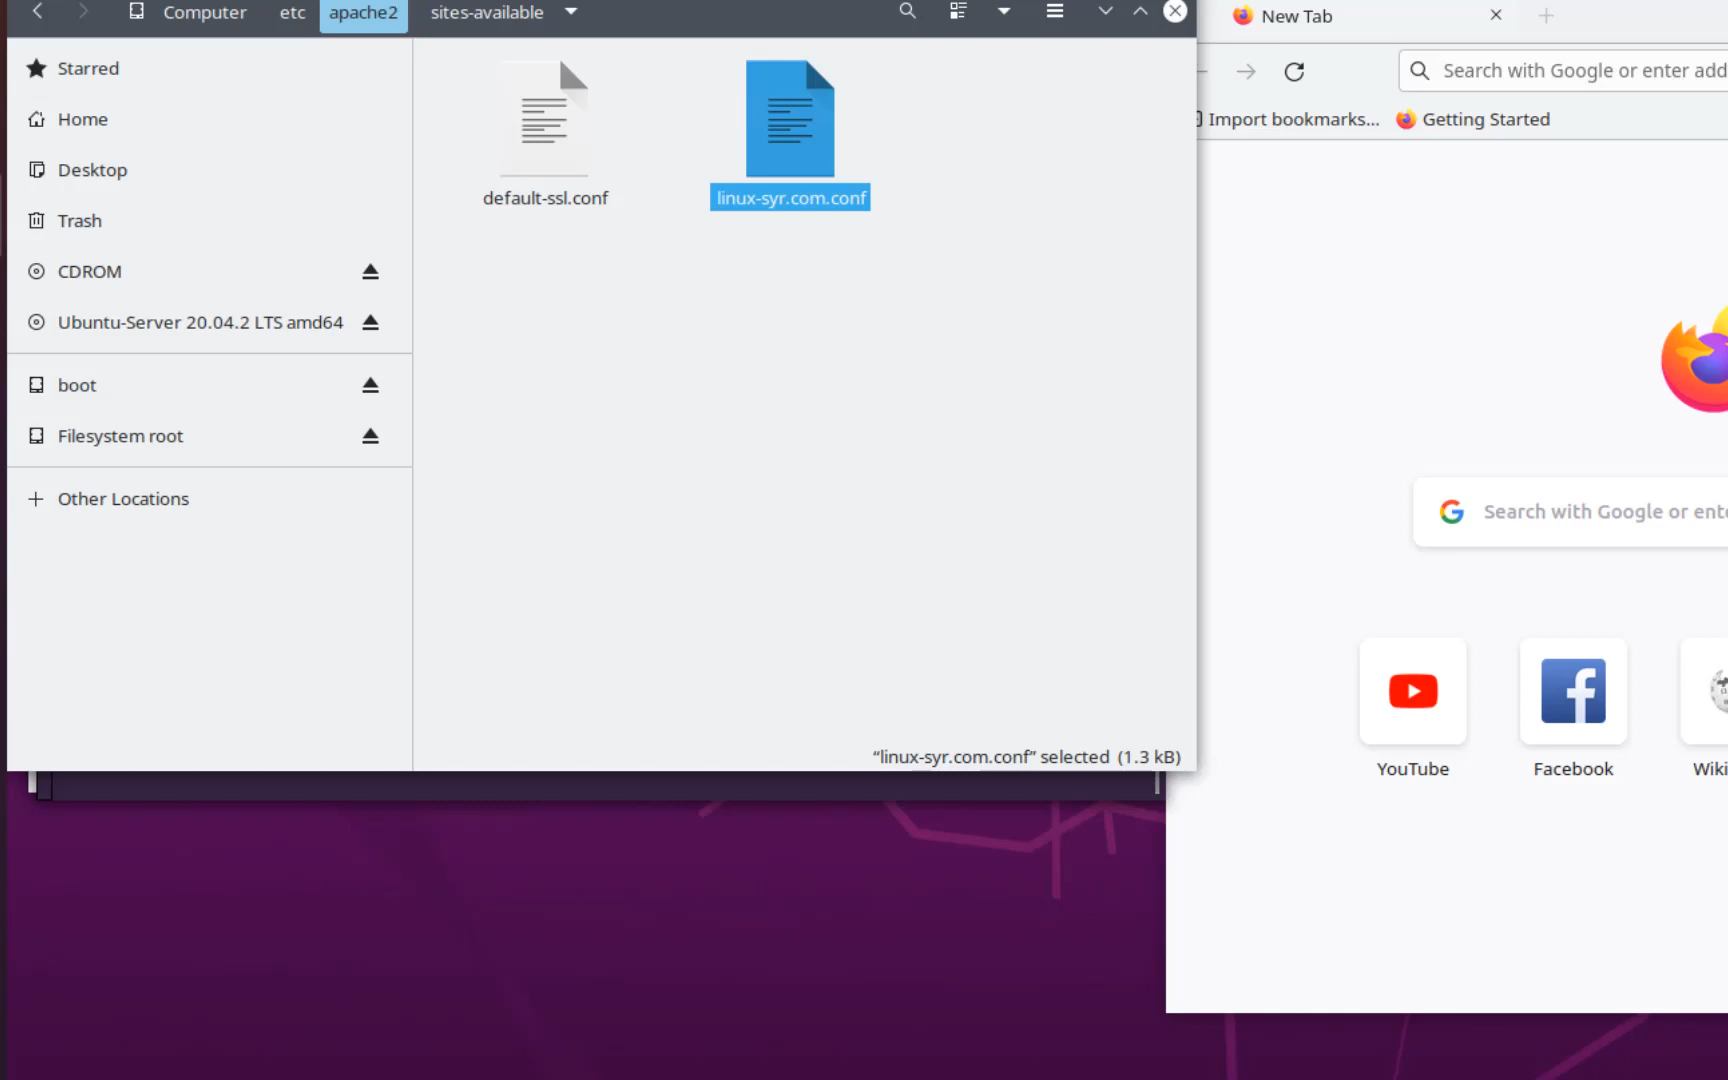 Computer etc apache2 sites-available
Starred
Home
Desktop
Trash
CDROM
Ubuntu-Server 20.04.2 LTS amd64
boot
Filesystem root
Other Locations
default-ssl.conf
linux-syr.com.conf
“linux-syr.com.conf” selected (1.3 kB)
New Tab
Search with Google or enter add
Import bookmarks... Getting Started
Search with Google or ente
YouTube
Facebook
Wiki